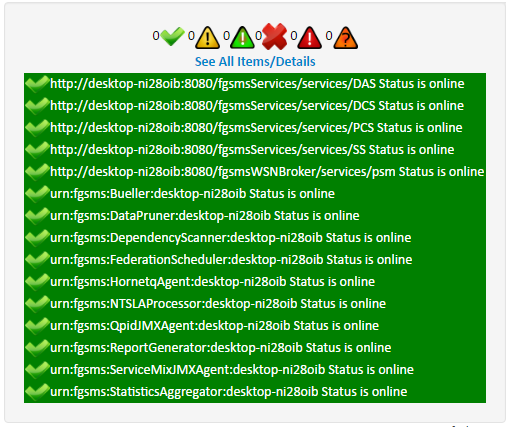 0 0 0 0 0 0
See All Items/Details
http://desktop-ni28oib:8080/fgsmsServices/services/DAS Status is online
http://desktop-ni28oib:8080/fgsmsServices/services/DCS Status is online
http://desktop-ni28oib:8080/fgsmsServices/services/PCS Status is online
http://desktop-ni28oib:8080/fgsmsServices/services/SS Status is online
http://desktop-ni28oib:8080/fgsmsWSNBroker/services/psm Status is online
urn:fgsms:Bueller:desktop-ni28oib Status is online
urn:fgsms:DataPruner:desktop-ni28oib Status is online
urn:fgsms:DependencyScanner:desktop-ni28oib Status is online
urn:fgsms:FederationScheduler:desktop-ni28oib Status is online
urn:fgsms:HornetqAgent:desktop-ni28oib Status is online
urn:fgsms:NTSLAProcessor:desktop-ni28oib Status is online
urn:fgsms:QpidJMXAgent:desktop-ni28oib Status is online
urn:fgsms:ReportGenerator:desktop-ni28oib Status is online
urn:fgsms:ServiceMixJMXAgent:desktop-ni28oib Status is online
urn:fgsms:StatisticsAggregator:desktop-ni28oib Status is online